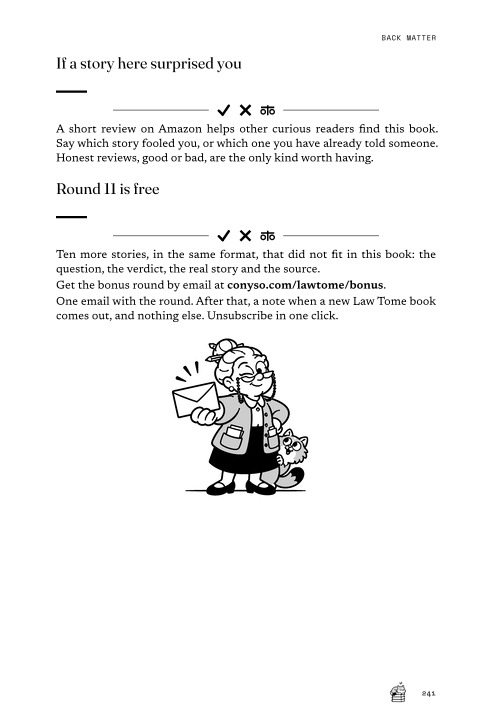 BACK MATTER
If a story here surprised you
A short review on Amazon helps other curious readers find this book.
Say which story fooled you, or which one you have already told someone.
Honest reviews, good or bad, are the only kind worth having.
Round 11 is free
Ten more stories, in the same format, that did not fit in this book: the
question, the verdict, the real story and the source.
Get the bonus round by email at conyso.com/lawtome/bonus.
One email with the round. After that, a note when a new Law Tome book
comes out, and nothing else. Unsubscribe in one click.
241